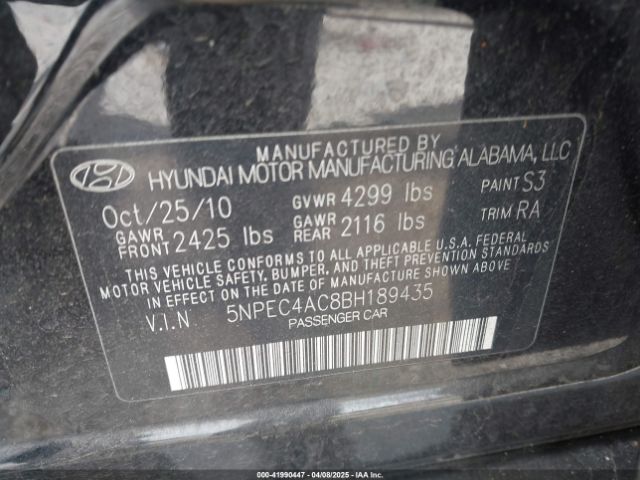 MANUFACTURED BY
HYUNDAI MOTOR MANUFACTURING ALABAMA, LLC
Oct/25/10 GVWR 4299 lbs PAINT S3
GAWR FRONT 2425 lbs GAWR REAR 2116 lbs TRIM RA
THIS VEHICLE CONFORMS TO ALL APPLICABLE U.S.A. FEDERAL
MOTOR VEHICLE SAFETY, BUMPER, AND THEFT PREVENTION
STANDARDS IN EFFECT ON THE DATE OF MANUFACTURE SHOWN ABOVE
V.I.N 5NPEC4AC8BH189435
PASSENGER CAR
000-41990447 - 04/08/2025 - IAAI: IAA, Inc.